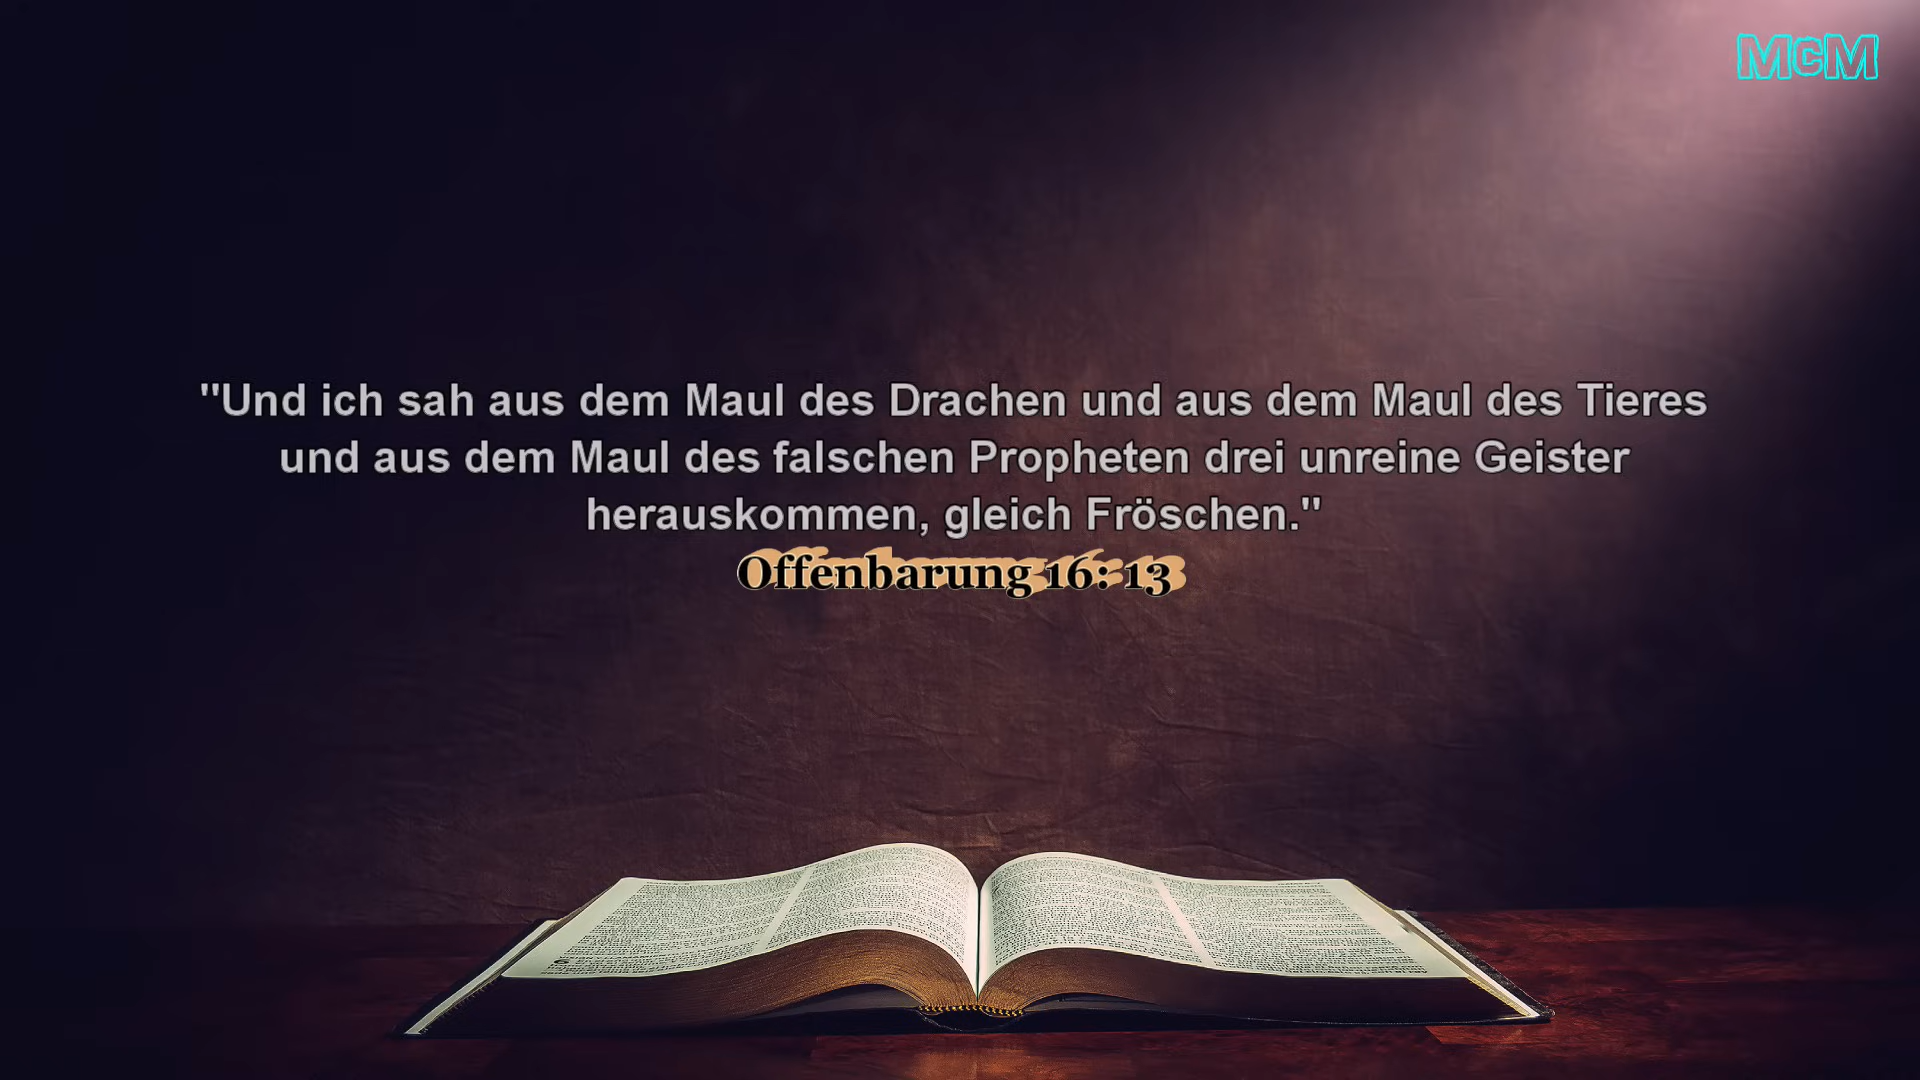 McM
"Und ich sah aus dem Maul des Drachen und aus dem Maul des Tieres
und aus dem Maul des falschen Propheten drei unreine Geister
herauskommen, gleich Fröschen."
Offenbarung 16: 13